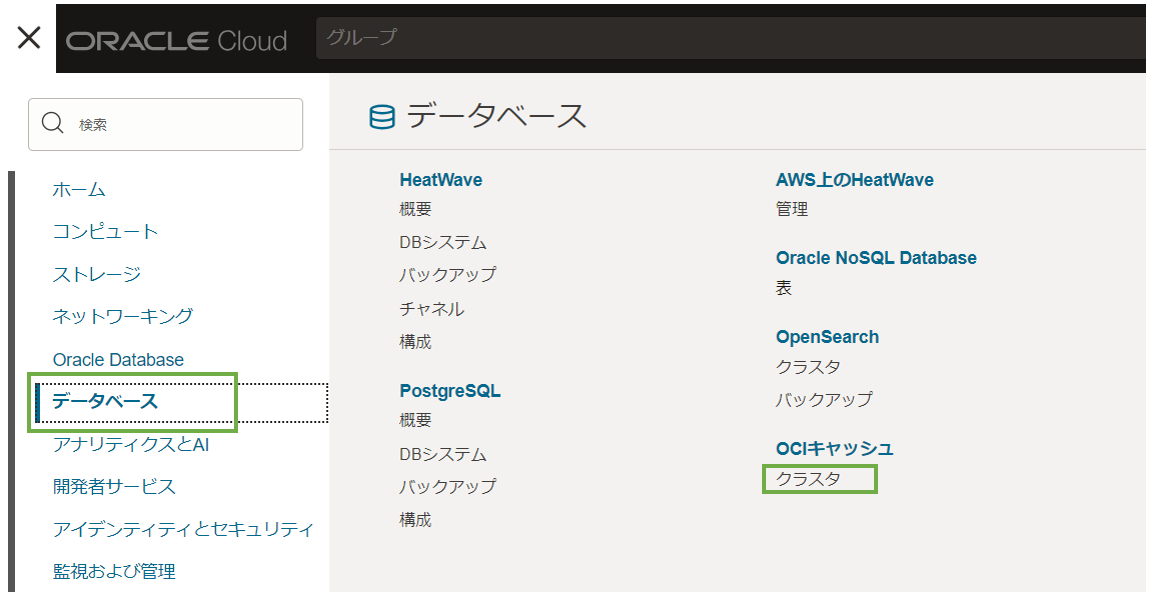 ORACLE Cloud
グループ
検索
ホーム
コンピュート
ストレージ
ネットワーキング
Oracle Database
データベース
アナリティクスとAI
開発者サービス
アイデンティティとセキュリティ
監視および管理
データベース
HeatWave
概要
DBシステム
バックアップ
チャネル
構成
PostgreSQL
概要
DBシステム
バックアップ
構成
AWS上のHeatWave
管理
Oracle NoSQL Database
表
OpenSearch
クラスタ
バックアップ
OCIキャッシュ
クラスタ